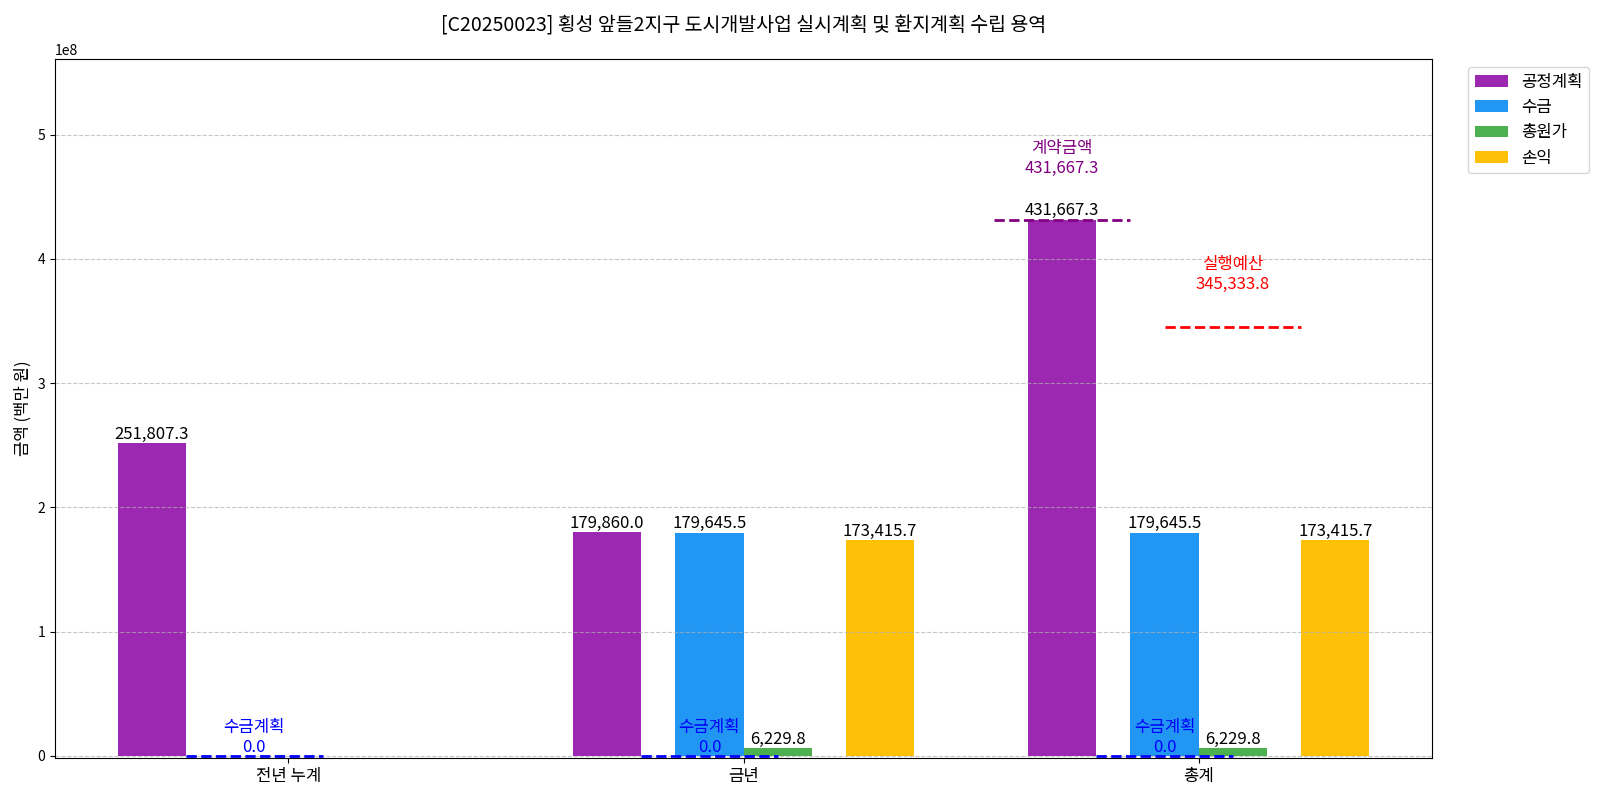 [C20250023] 횡성 앞들2지구 도시개발사업 실시계획 및 환지계획 수립 용역
1e8
공정계획
수금
총원가
손익
금액 (백만 원)
5
4
3
2
1
0
계약금액
431,667.3
431,667.3
실행예산
345,333.8
251,807.3
179,860.0
179,645.5
173,415.7
179,645.5
173,415.7
수금계획
0.0
수금계획
0.0
6,229.8
수금계획
0.0
6,229.8
전년 누계
금년
총계